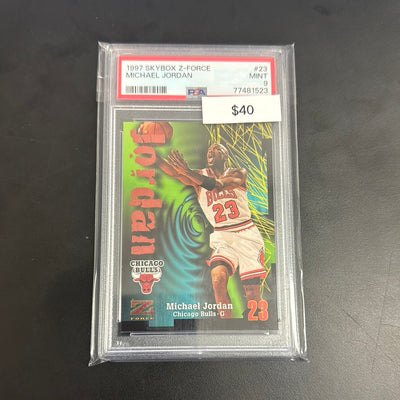 1997 SKYBOX Z-FORCE #23
MICHAEL JORDAN MINT
9
PSA 77481523
$40
Jordan
BULLS
23
CHICAGO
BULLS
Z
FORCE
Michael Jordan
Chicago Bulls - G
23